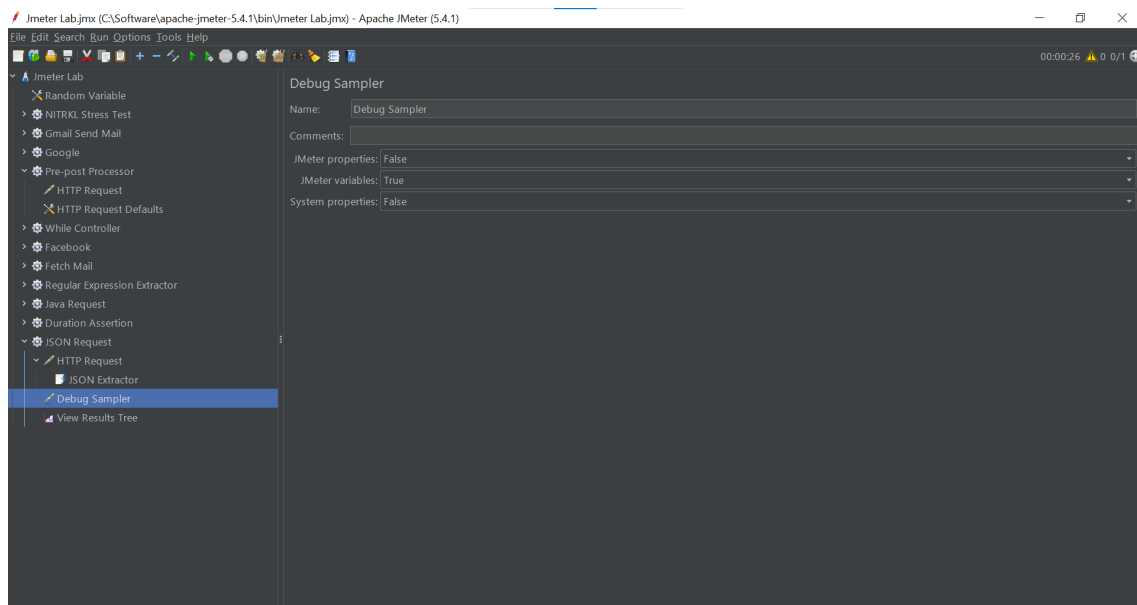 Jmeter Lab.jmx (C:\Software\apache-jmeter-5.4.1\bin\Jmeter Lab.jmx) - Apache JMeter (5.4.1)
File Edit Search Run Options Tools Help
00:00:26 0 0/1
Jmeter Lab
Random Variable
NITRKL Stress Test
Gmail Send Mail
Google
Pre-post Processor
HTTP Request
HTTP Request Defaults
While Controller
Facebook
Fetch Mail
Regular Expression Extractor
Java Request
Duration Assertion
JSON Request
HTTP Request
JSON Extractor
Debug Sampler
View Results Tree
Debug Sampler
Name: Debug Sampler
Comments:
JMeter properties: False
JMeter variables: True
System properties: False